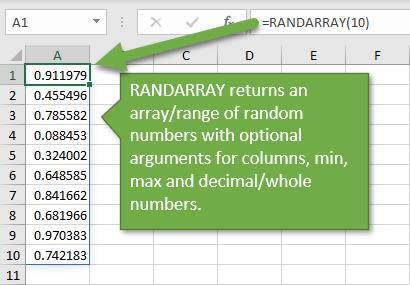 A1 fx =RANDARRAY(10)
A B C D E F
1 0.911979
2 0.455496
3 0.785582
4 0.088453
5 0.324002
6 0.648585
7 0.841662
8 0.681966
9 0.970383
10 0.742183
11
RANDARRAY returns an
array/range of random
numbers with optional
arguments for columns, min,
max and decimal/whole
numbers.